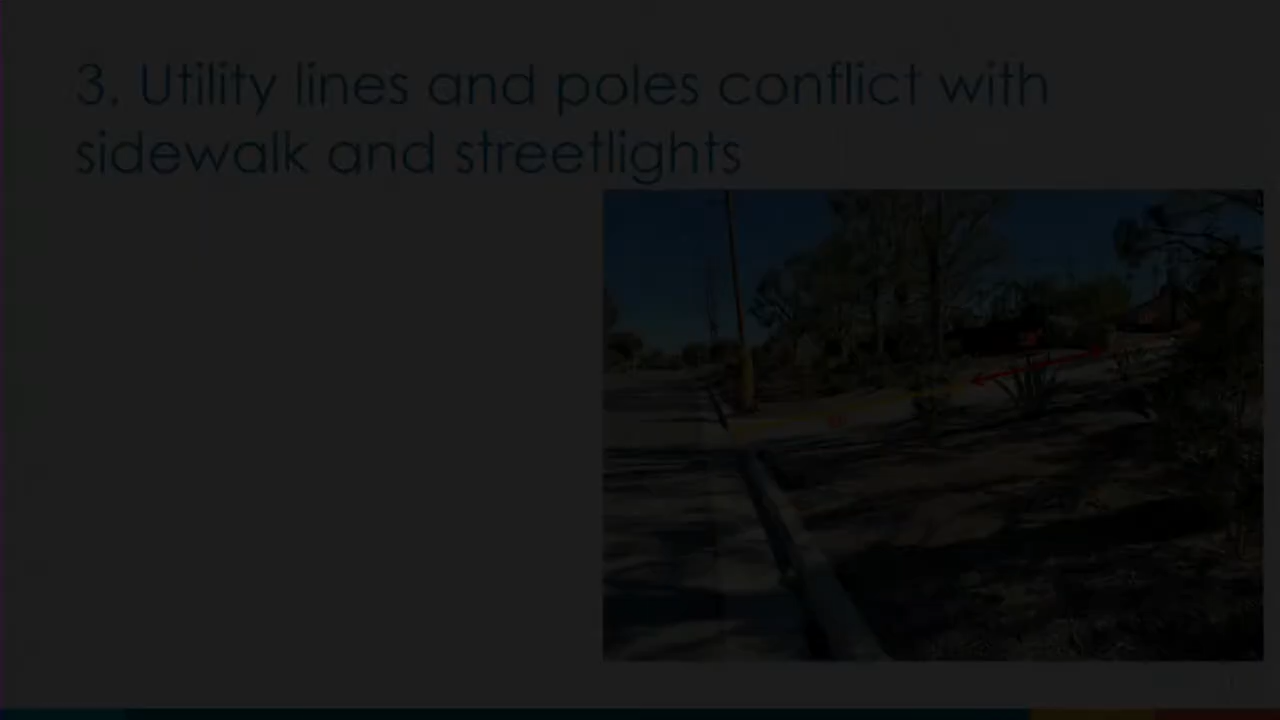 3. Utility lines and poles conflict with
sidewalk and streetlights